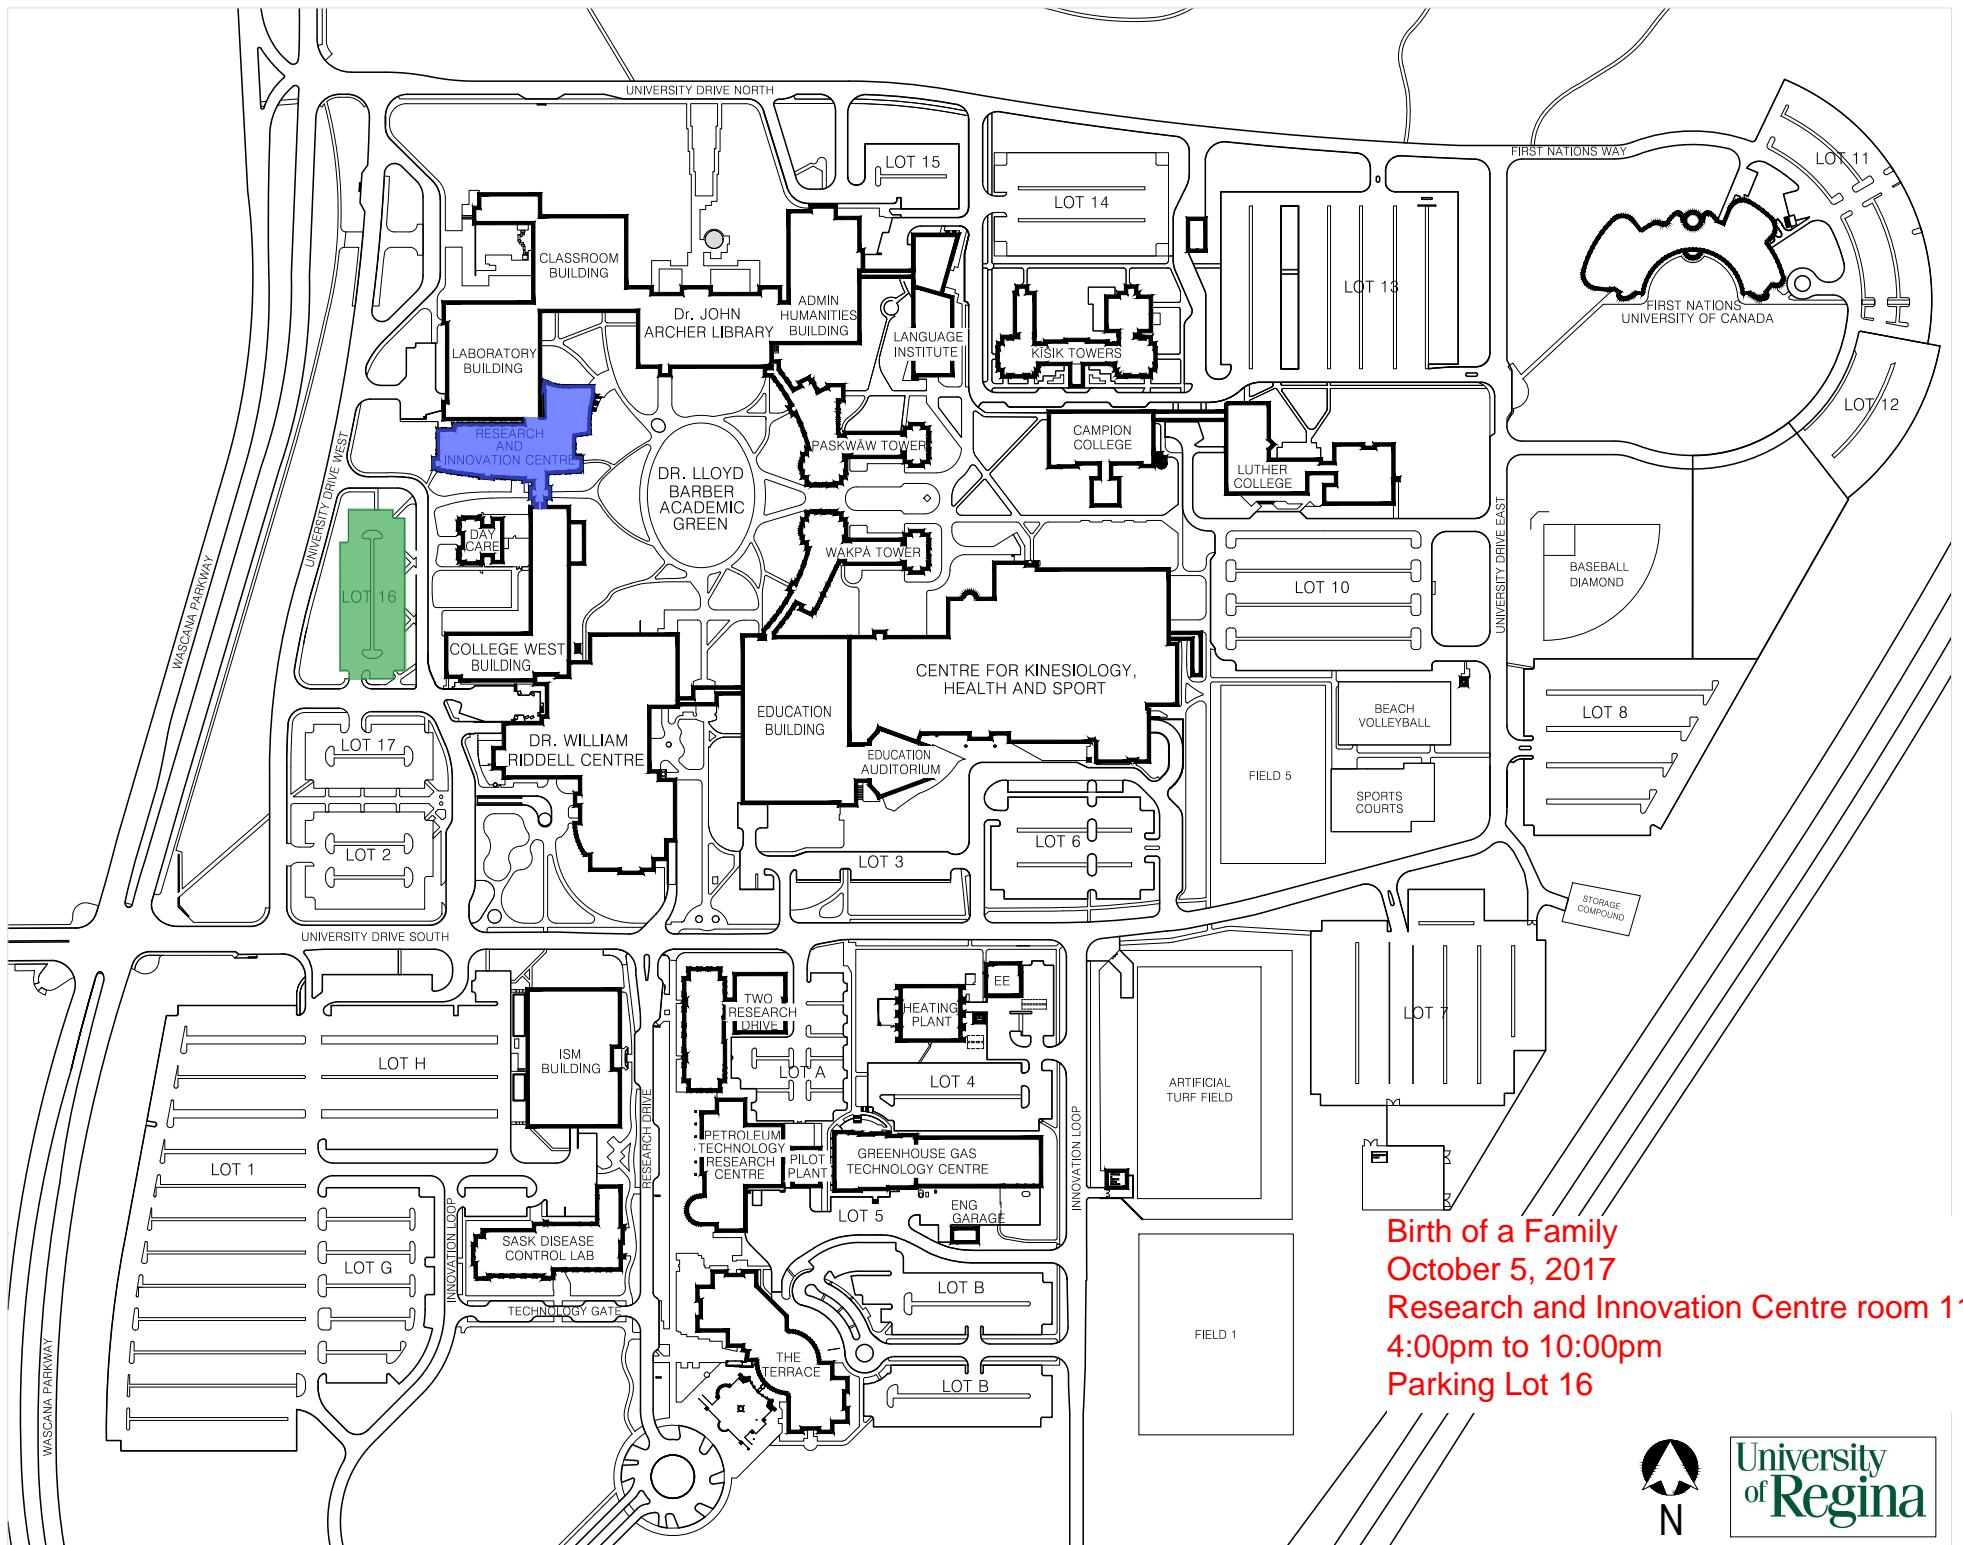 UNIVERSITY DRIVE NORTH
FIRST NATIONS WAY
LOT 11
LOT 15
LOT 14
CLASSROOM
BUILDING
LOT 13
ADMIN
HUMANITIES
BUILDING
Dr. JOHN
ARCHER LIBRARY
FIRST NATIONS
UNIVERSITY OF CANADA
LANGUAGE
INSTITUTE
KĪSIK TOWERS
LABORATORY
BUILDING
LOT 12
RESEARCH
AND
INNOVATION CENTRE
PASKWĀW TOWER
CAMPION
COLLEGE
LUTHER
COLLEGE
DR. LLOYD
BARBER
ACADEMIC
GREEN
UNIVERSITY DRIVE WEST
WASCANA PARKWAY
DAY
CARE
WAKPÁ TOWER
UNIVERSITY DRIVE EAST
BASEBALL
DIAMOND
LOT 16
LOT 10
COLLEGE WEST
BUILDING
CENTRE FOR KINESIOLOGY,
HEALTH AND SPORT
EDUCATION
BUILDING
BEACH
VOLLEYBALL
LOT 8
LOT 17
DR. WILLIAM
RIDDELL CENTRE
EDUCATION
AUDITORIUM
FIELD 5
SPORTS
COURTS
LOT 2
LOT 3
LOT 6
STORAGE
COMPOUND
UNIVERSITY DRIVE SOUTH
TWO
RESEARCH
DRIVE
EE
HEATING
PLANT
LOT 7
LOT H
ISM
BUILDING
LOT A
LOT 4
ARTIFICIAL
TURF FIELD
RESEARCH DRIVE
INNOVATION LOOP
PETROLEUM
TECHNOLOGY
RESEARCH
CENTRE
PILOT
PLANT
GREENHOUSE GAS
TECHNOLOGY CENTRE
LOT 1
LOT 5
ENG
GARAGE
INNOVATION LOOP
SASK DISEASE
CONTROL LAB
LOT G
TECHNOLOGY GATE
LOT B
FIELD 1
THE
TERRACE
LOT B
WASCANA PARKWAY
Birth of a Family
October 5, 2017
Research and Innovation Centre room
4:00pm to 10:00pm
Parking Lot 16
N
University
of Regina